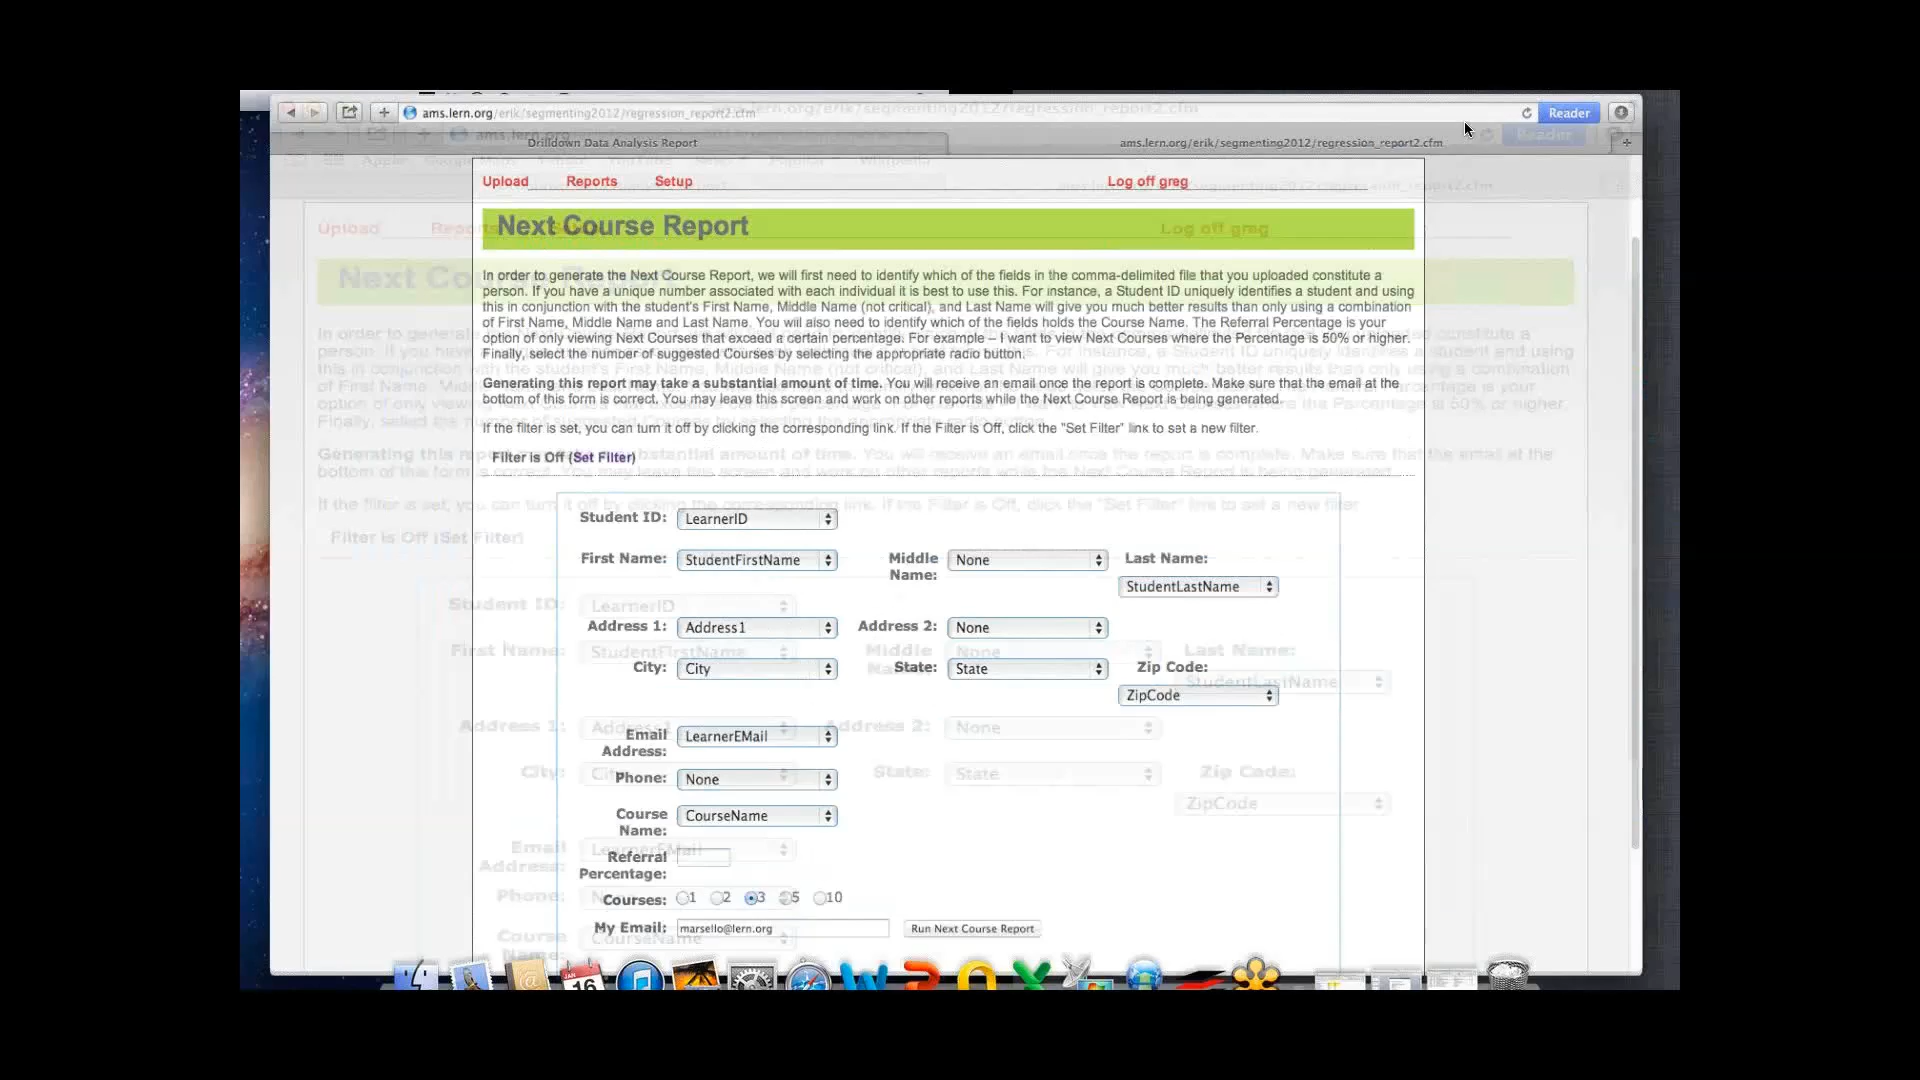 ams.lern.org/erik/segmenting2012/regression_report2.cfm
Reader
Drilldown Data Analysis Report
ams.lern.org/erik/segmenting2012/regression_report2.cfm
Upload Reports Setup Log off greg
Next Course Report
In order to generate the Next Course Report, we will first need to identify which of the fields in the comma-delimited file that you uploaded constitute a
person. If you have a unique number associated with each individual it is best to use this. For instance, a Student ID uniquely identifies a student and using
this in conjunction with the student's First Name, Middle Name (not critical), and Last Name will give you much better results than only using a combination
of First Name, Middle Name and Last Name. You will also need to identify which of the fields holds the Course Name. The Referral Percentage is your
option of only viewing Next Courses that exceed a certain percentage. For example – I want to view Next Courses where the Percentage is 50% or higher.
Finally, select the number of suggested Courses by selecting the appropriate radio button.
Generating this report may take a substantial amount of time. You will receive an email once the report is complete. Make sure that the email at the
bottom of this form is correct. You may leave this screen and work on other reports while the Next Course Report is being generated.
If the filter is set, you can turn it off by clicking the corresponding link. If the Filter is Off, click the "Set Filter" link to set a new filter.
Filter is Off (Set Filter)
Student ID: LearnerID
First Name: StudentFirstName Middle Name: None Last Name:
StudentLastName
Address 1: Address1 Address 2: None
City: City State: State Zip Code:
ZipCode
Email Address: LearnerEMail
Phone: None
Course Name: CourseName
Referral Percentage:
Courses: 1 2 3 5 10
My Email: marsello@lern.org Run Next Course Report
JAN
16